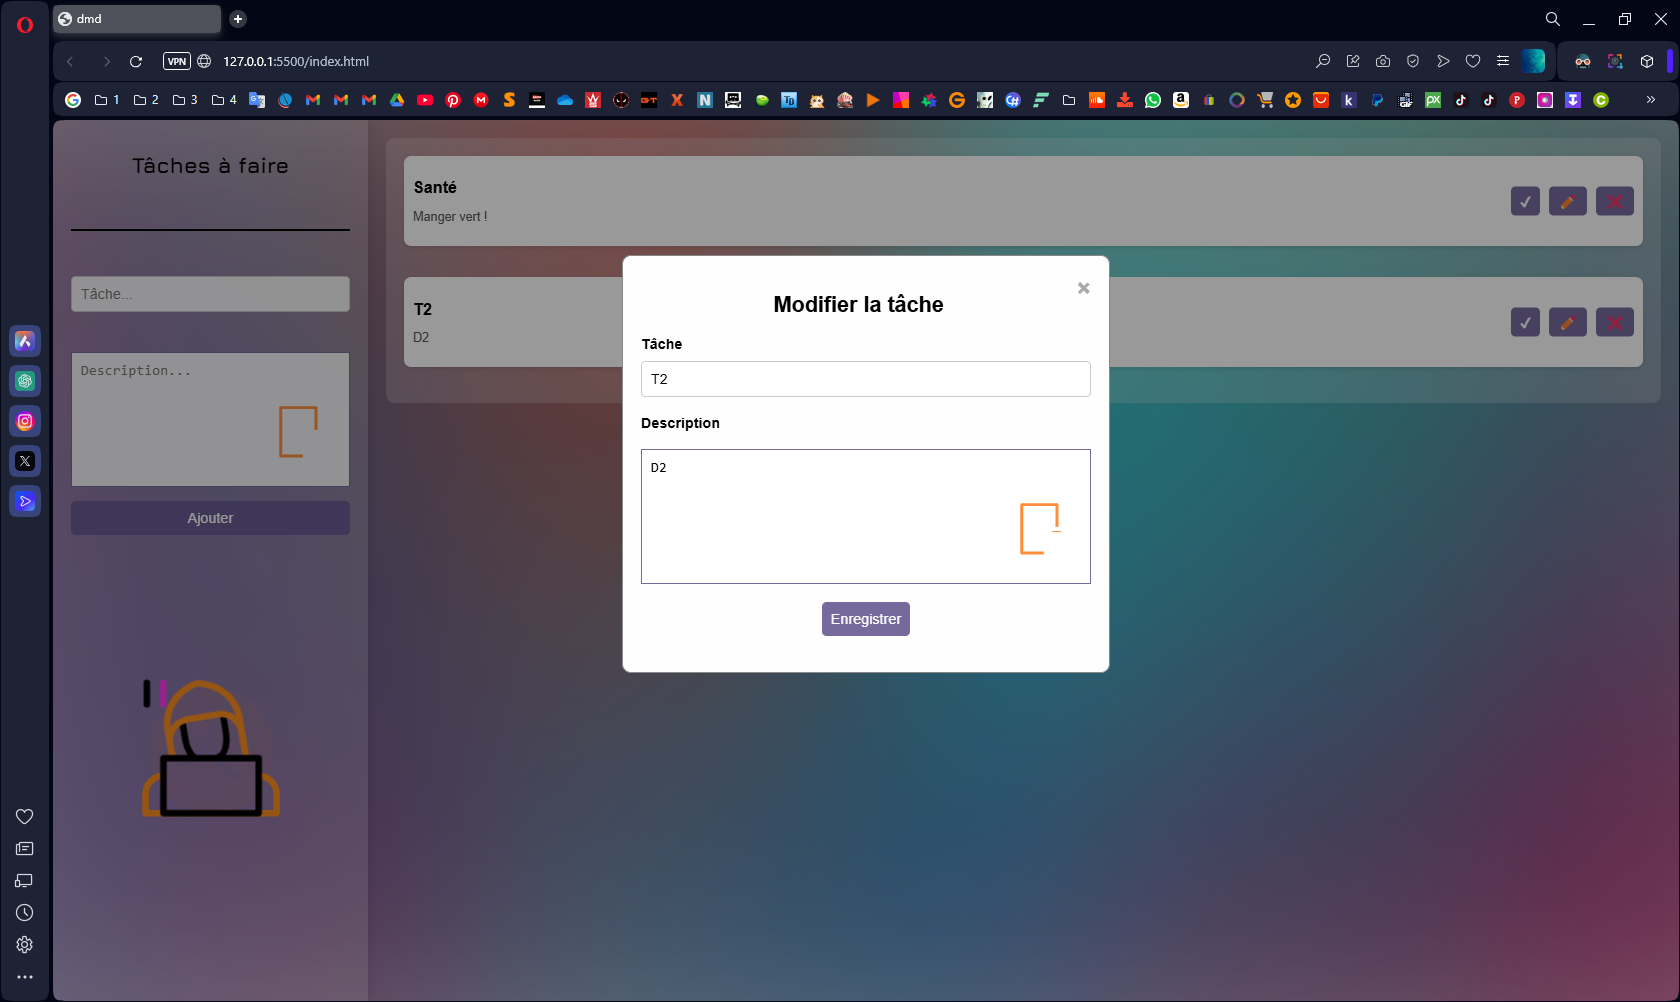 dmd
VPN
127.0.0.1:5500/index.html
1
2
3
4
Tâches à faire
Tâche...
Description...
Ajouter
Santé
Manger vert !
T2
D2
Modifier la tâche
Tâche
T2
Description
D2
Enregistrer